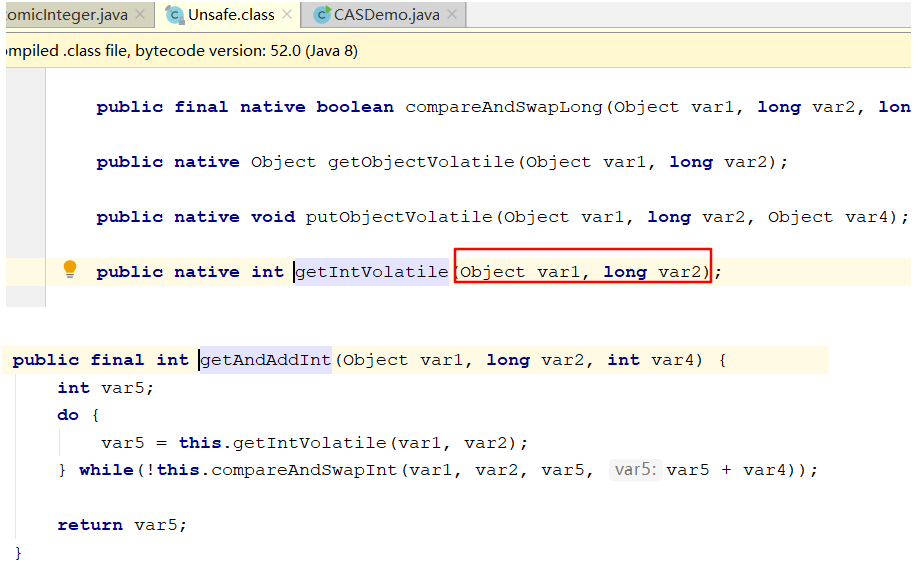 omicInteger.java × Unsafe.class × CASDemo.java ×
ompiled .class file, bytecode version: 52.0 (Java 8)
public final native boolean compareAndSwapLong(Object var1, long var2, lon
public native Object getObjectVolatile(Object var1, long var2);
public native void putObjectVolatile(Object var1, long var2, Object var4);
public native int getIntVolatile(Object var1, long var2);
public final int getAndAddInt(Object var1, long var2, int var4) {
int var5;
do {
var5 = this.getIntVolatile(var1, var2);
} while(!this.compareAndSwapInt(var1, var2, var5, var5: var5 + var4));
return var5;
}